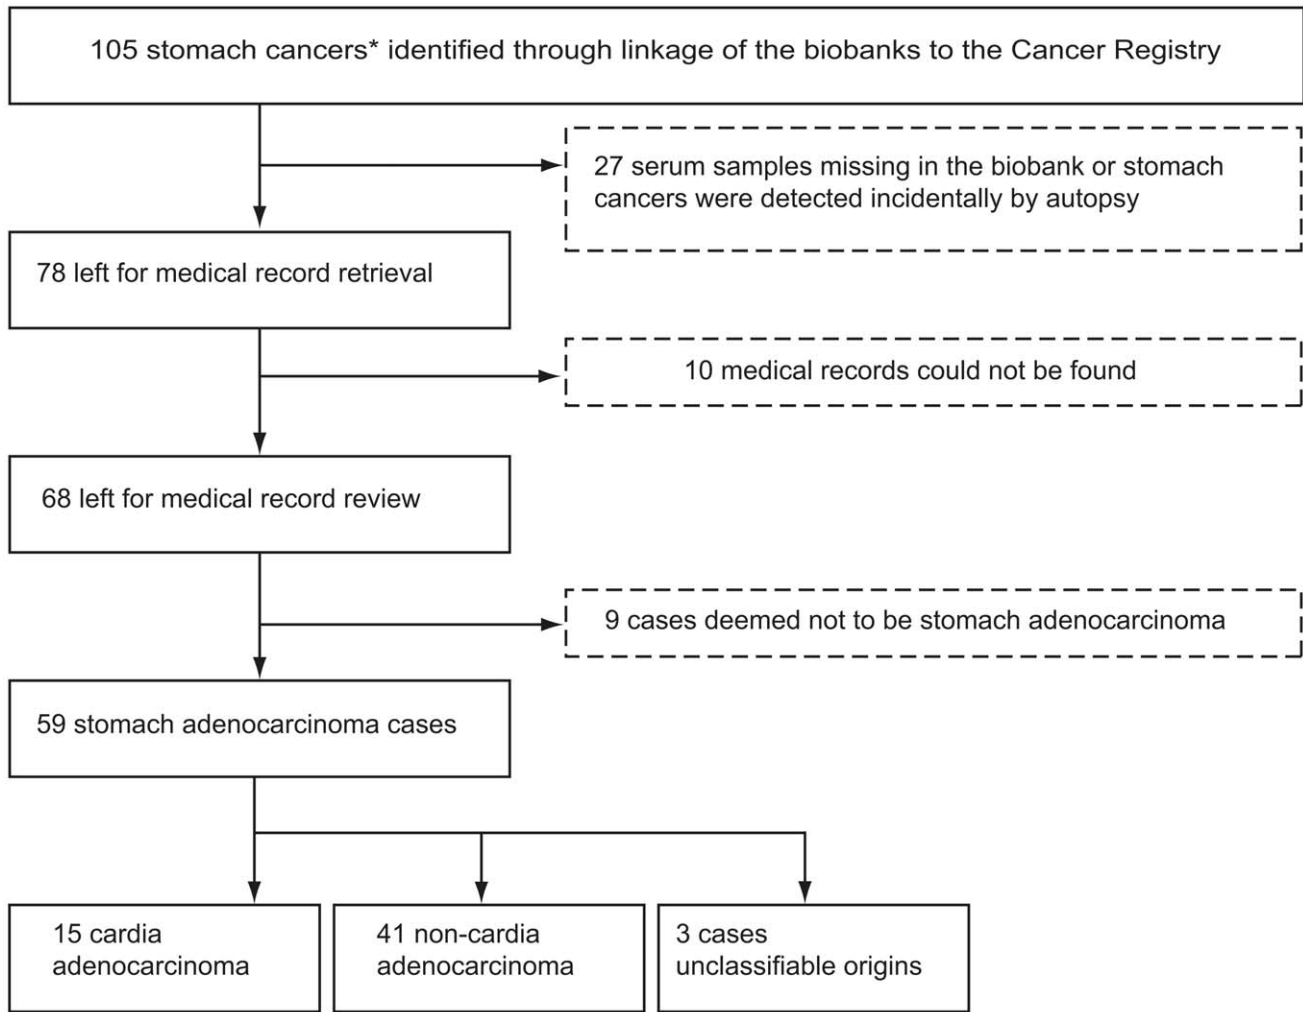 105 stomach cancers* identified through linkage of the biobanks to the Cancer Registry
27 serum samples missing in the biobank or stomach
cancers were detected incidentally by autopsy
78 left for medical record retrieval
10 medical records could not be found
68 left for medical record review
9 cases deemed not to be stomach adenocarcinoma
59 stomach adenocarcinoma cases
15 cardia
adenocarcinoma
41 non-cardia
adenocarcinoma
3 cases
unclassifiable origins